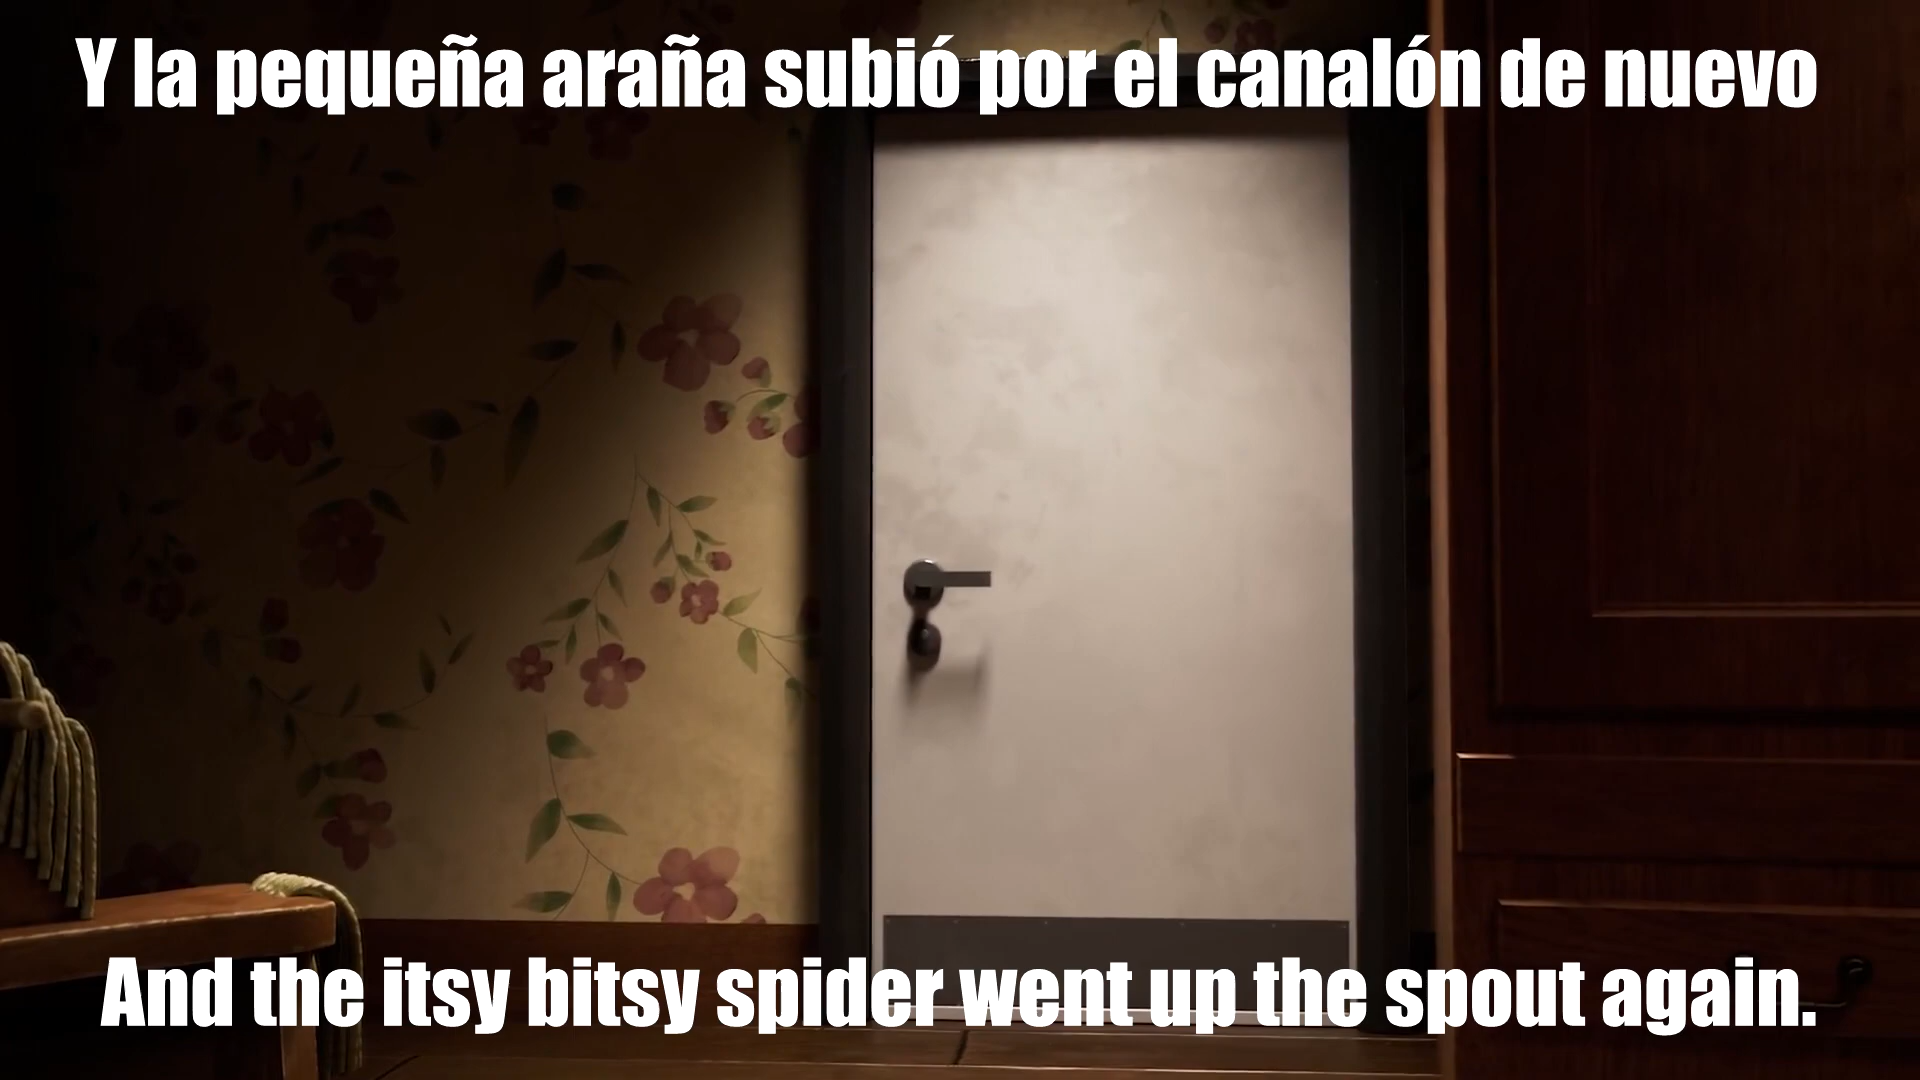 Y la pequeña araña subió por el canalón de nuevo
And the itsy bitsy spider went up the spout again.